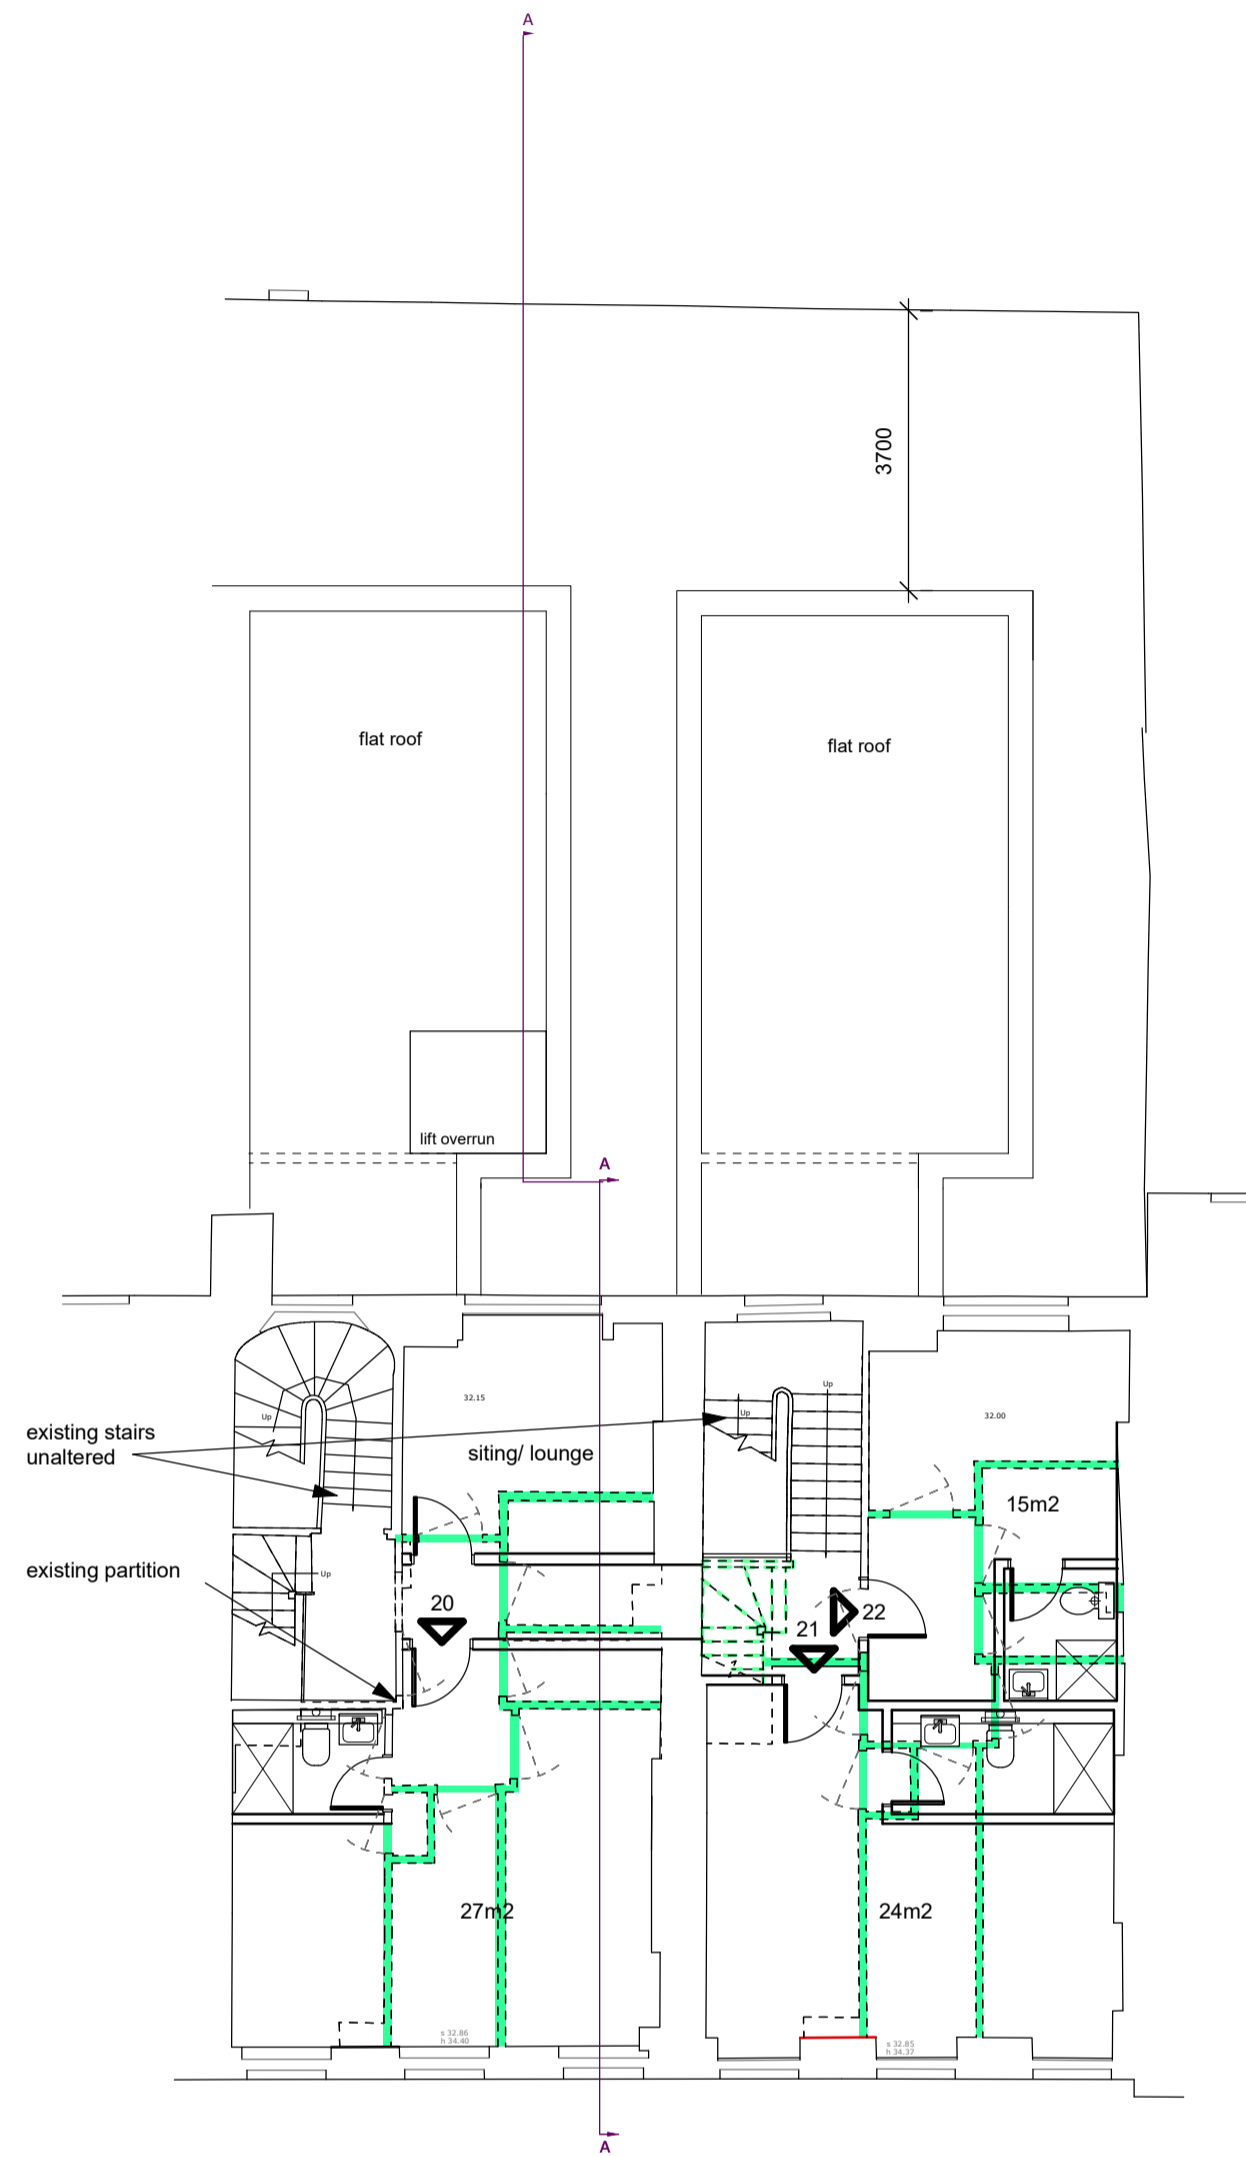 A
3700
flat roof
flat roof
lift overrun
A
Up
Up
Up
32.15
32.00
existing stairs
unaltered
siting/ lounge
15m2
existing partition
Up
20
21
22
27m2
24m2
s 32.86
h 34.40
s 32.85
h 34.37
A